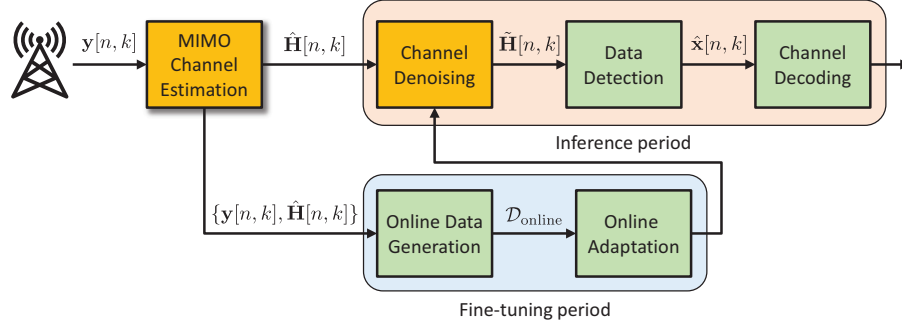 y[n, k]
MIMO
Channel
Estimation
Ĥ[n, k]
Channel
Denoising
H̃[n, k]
Data
Detection
x̂[n, k]
Channel
Decoding
Inference period
{y[n, k], Ĥ[n, k]}
Online Data
Generation
𝒟online
Online
Adaptation
Fine-tuning period